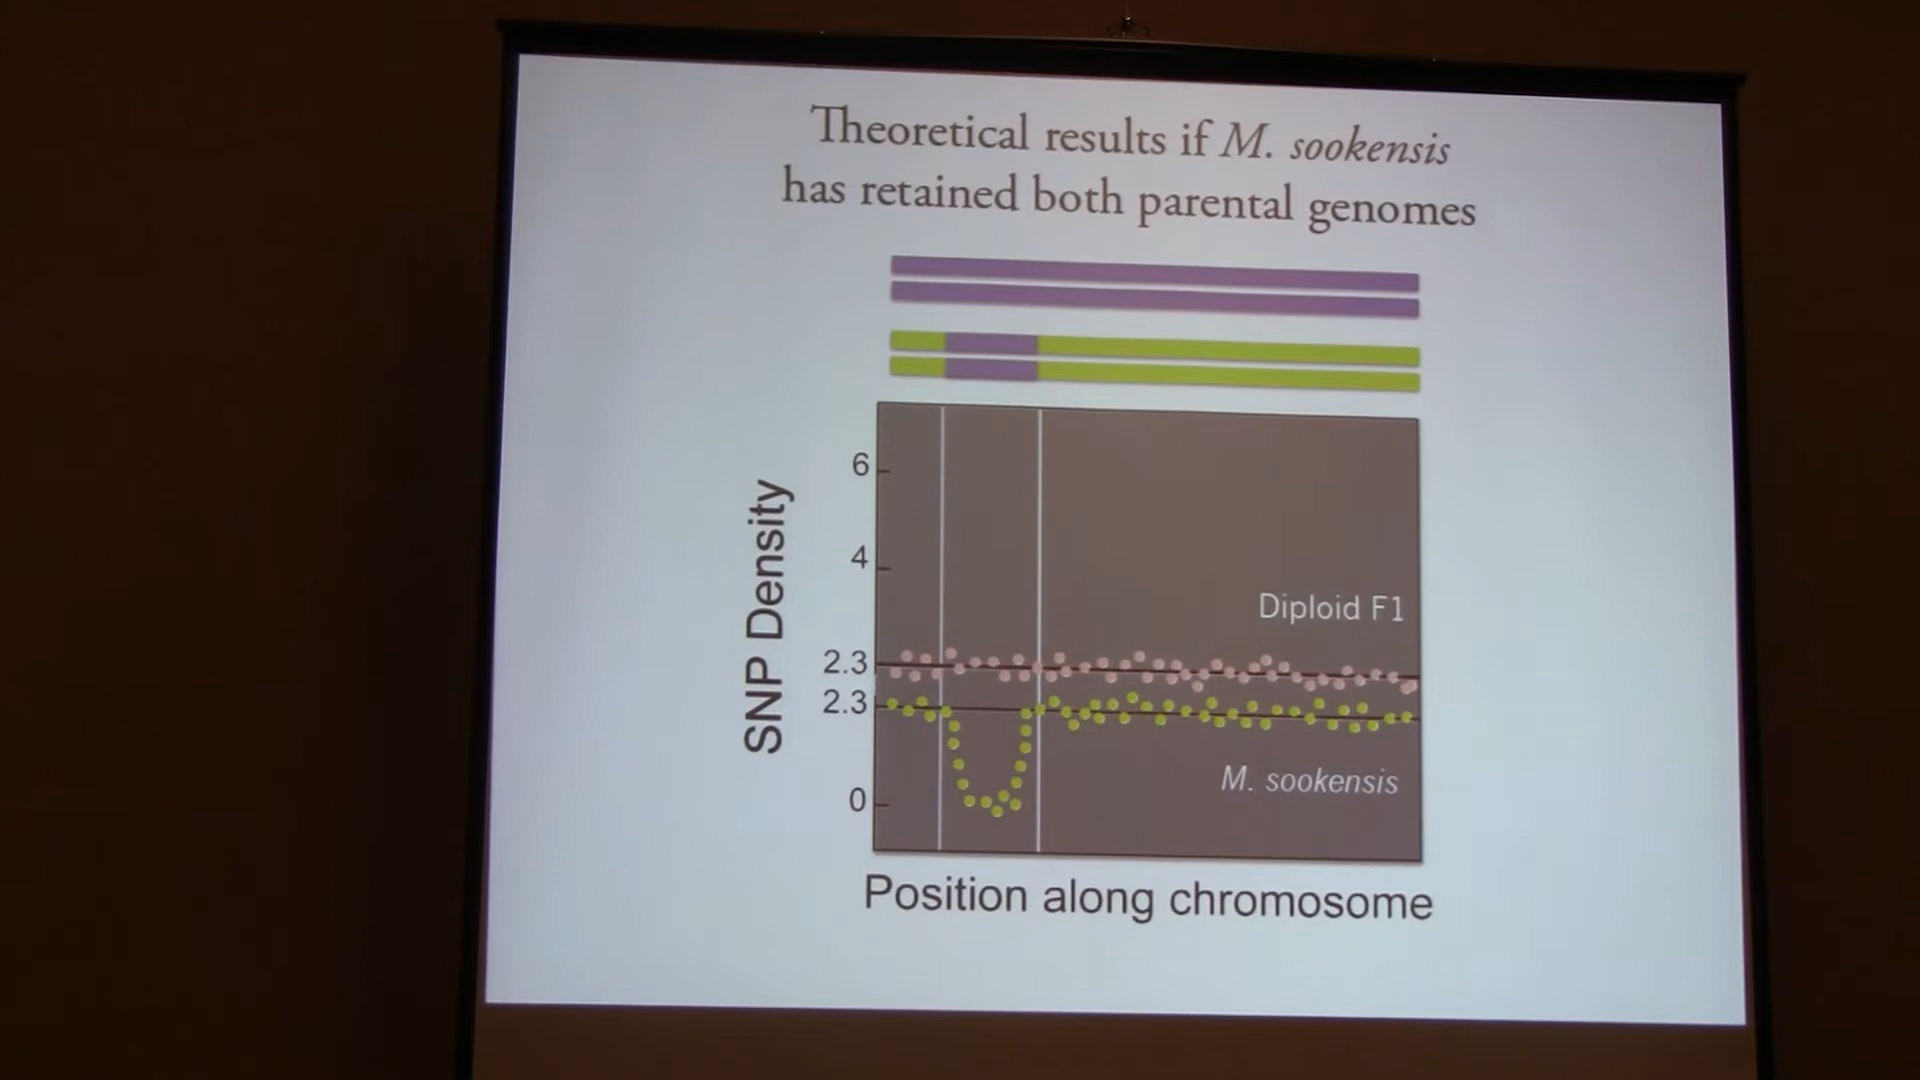 Theoretical results if M. sookensis
has retained both parental genomes
6
4
Diploid F1
2.3
2.3
M. sookensis
0
SNP Density
Position along chromosome